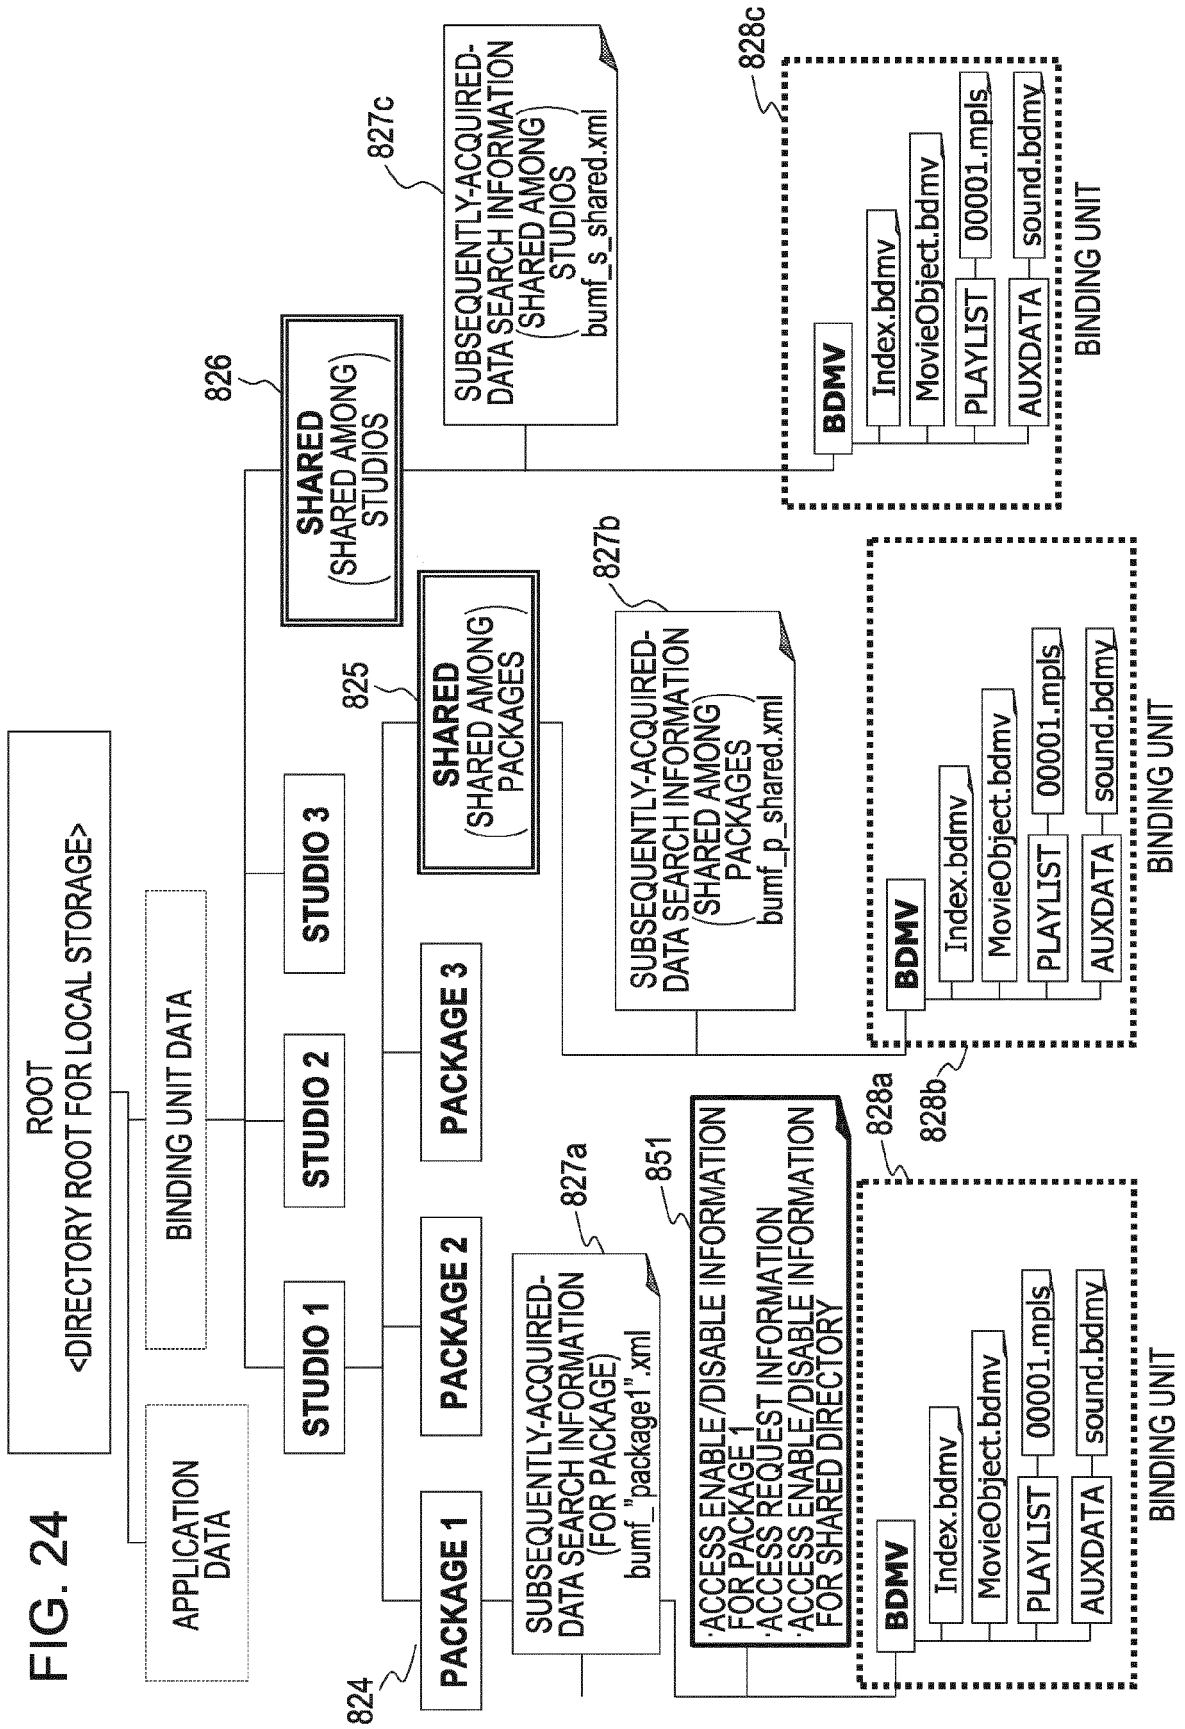 FIG. 24
ROOT
<DIRECTORY ROOT FOR LOCAL STORAGE>
APPLICATION
DATA
BINDING UNIT DATA
STUDIO 1
STUDIO 2
STUDIO 3
826
SHARED
(SHARED AMONG
STUDIOS)
824
PACKAGE 1
PACKAGE 2
PACKAGE 3
825
SHARED
(SHARED AMONG
PACKAGES)
827a
SUBSEQUENTLY-ACQUIRED-
DATA SEARCH INFORMATION
(FOR PACKAGE)
bumf_"package1".xml
827b
SUBSEQUENTLY-ACQUIRED-
DATA SEARCH INFORMATION
(SHARED AMONG
PACKAGES)
bumf_p_shared.xml
827c
SUBSEQUENTLY-ACQUIRED-
DATA SEARCH INFORMATION
(SHARED AMONG
STUDIOS)
bumf_s_shared.xml
851
·ACCESS ENABLE/DISABLE INFORMATION
FOR PACKAGE 1
·ACCESS REQUEST INFORMATION
·ACCESS ENABLE/DISABLE INFORMATION
FOR SHARED DIRECTORY
828a
BDMV
Index.bdmv
MovieObject.bdmv
PLAYLIST
00001.mpls
AUXDATA
sound.bdmv
BINDING UNIT
828b
BDMV
Index.bdmv
MovieObject.bdmv
PLAYLIST
00001.mpls
AUXDATA
sound.bdmv
BINDING UNIT
828c
BDMV
Index.bdmv
MovieObject.bdmv
PLAYLIST
00001.mpls
AUXDATA
sound.bdmv
BINDING UNIT